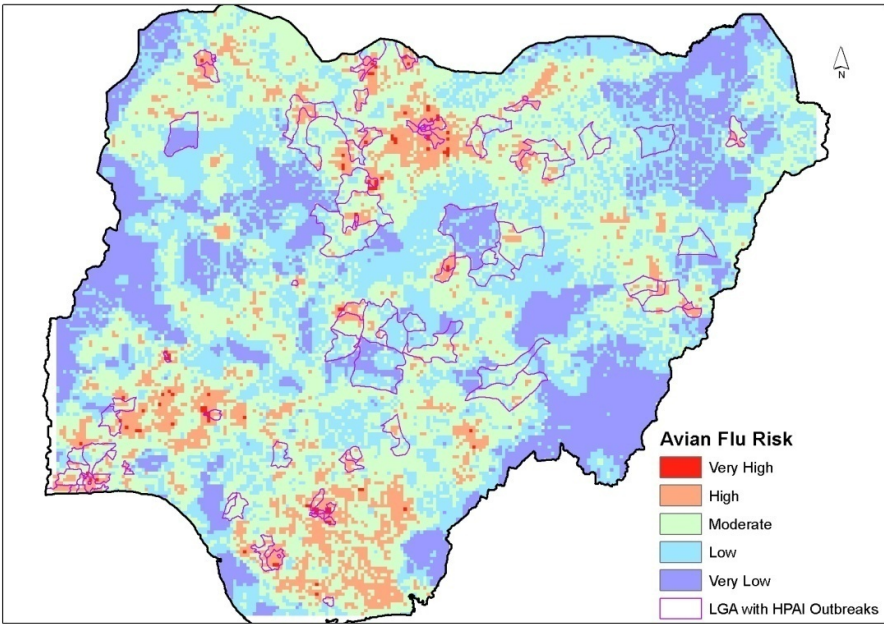 N
Avian Flu Risk
Very High
High
Moderate
Low
Very Low
LGA with HPAI Outbreaks